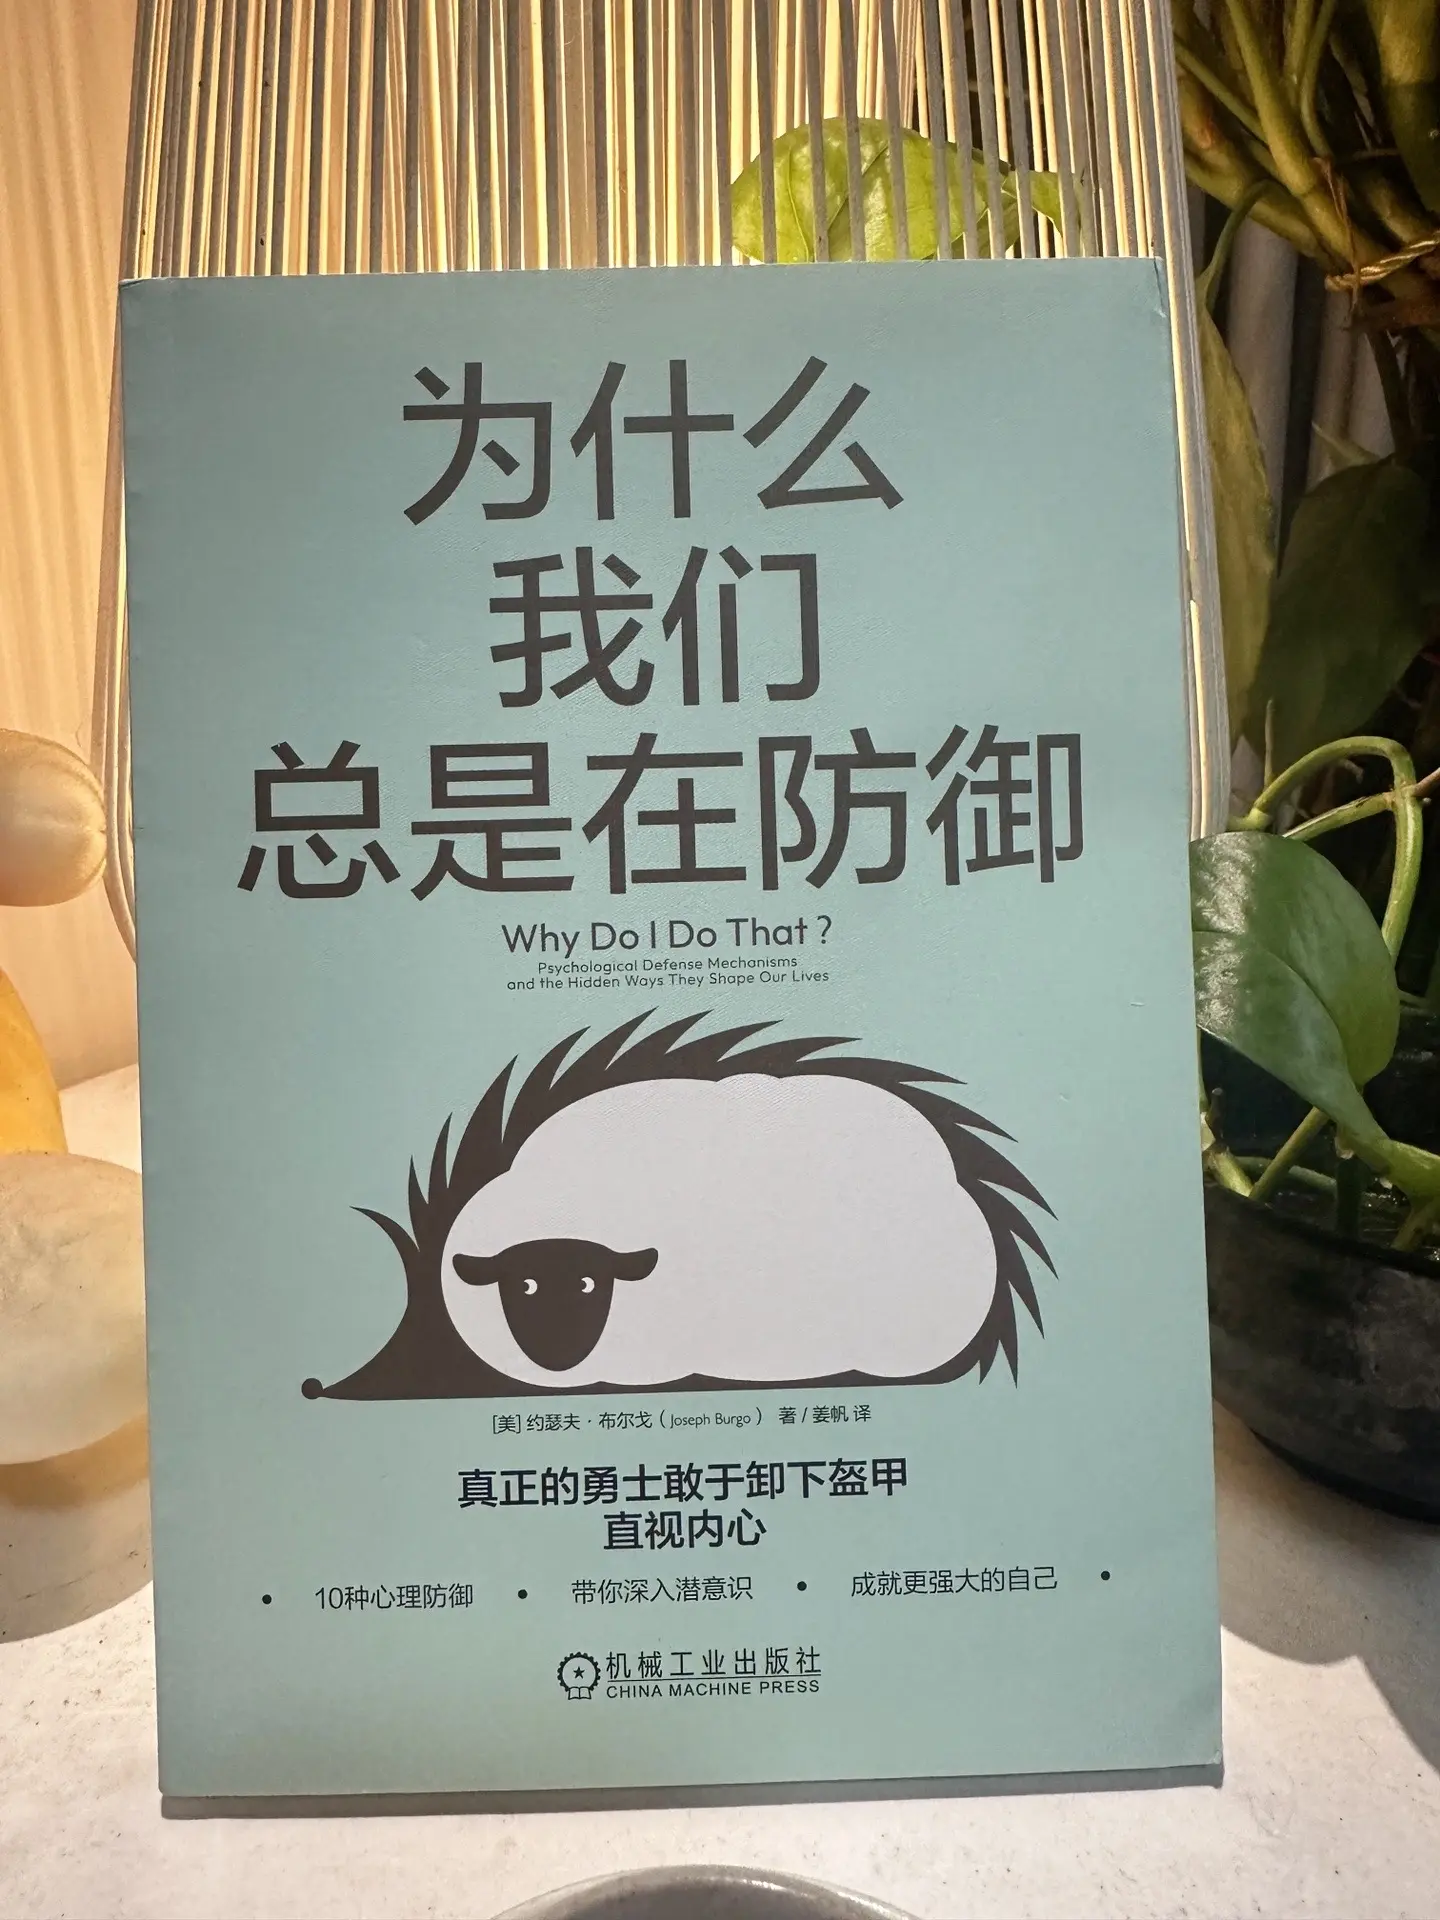 为什么
我们
总是在防御
Why Do I Do That?
Psychological Defense Mechanisms
and the Hidden Ways They Shape Our Lives
[美] 约瑟夫·布尔戈（Joseph Burgo） 著 / 姜帆 译
真正的勇士敢于卸下盔甲
直视内心
• 10种心理防御 • 带你深入潜意识 • 成就更强大的自己 •
机械工业出版社
CHINA MACHINE PRESS